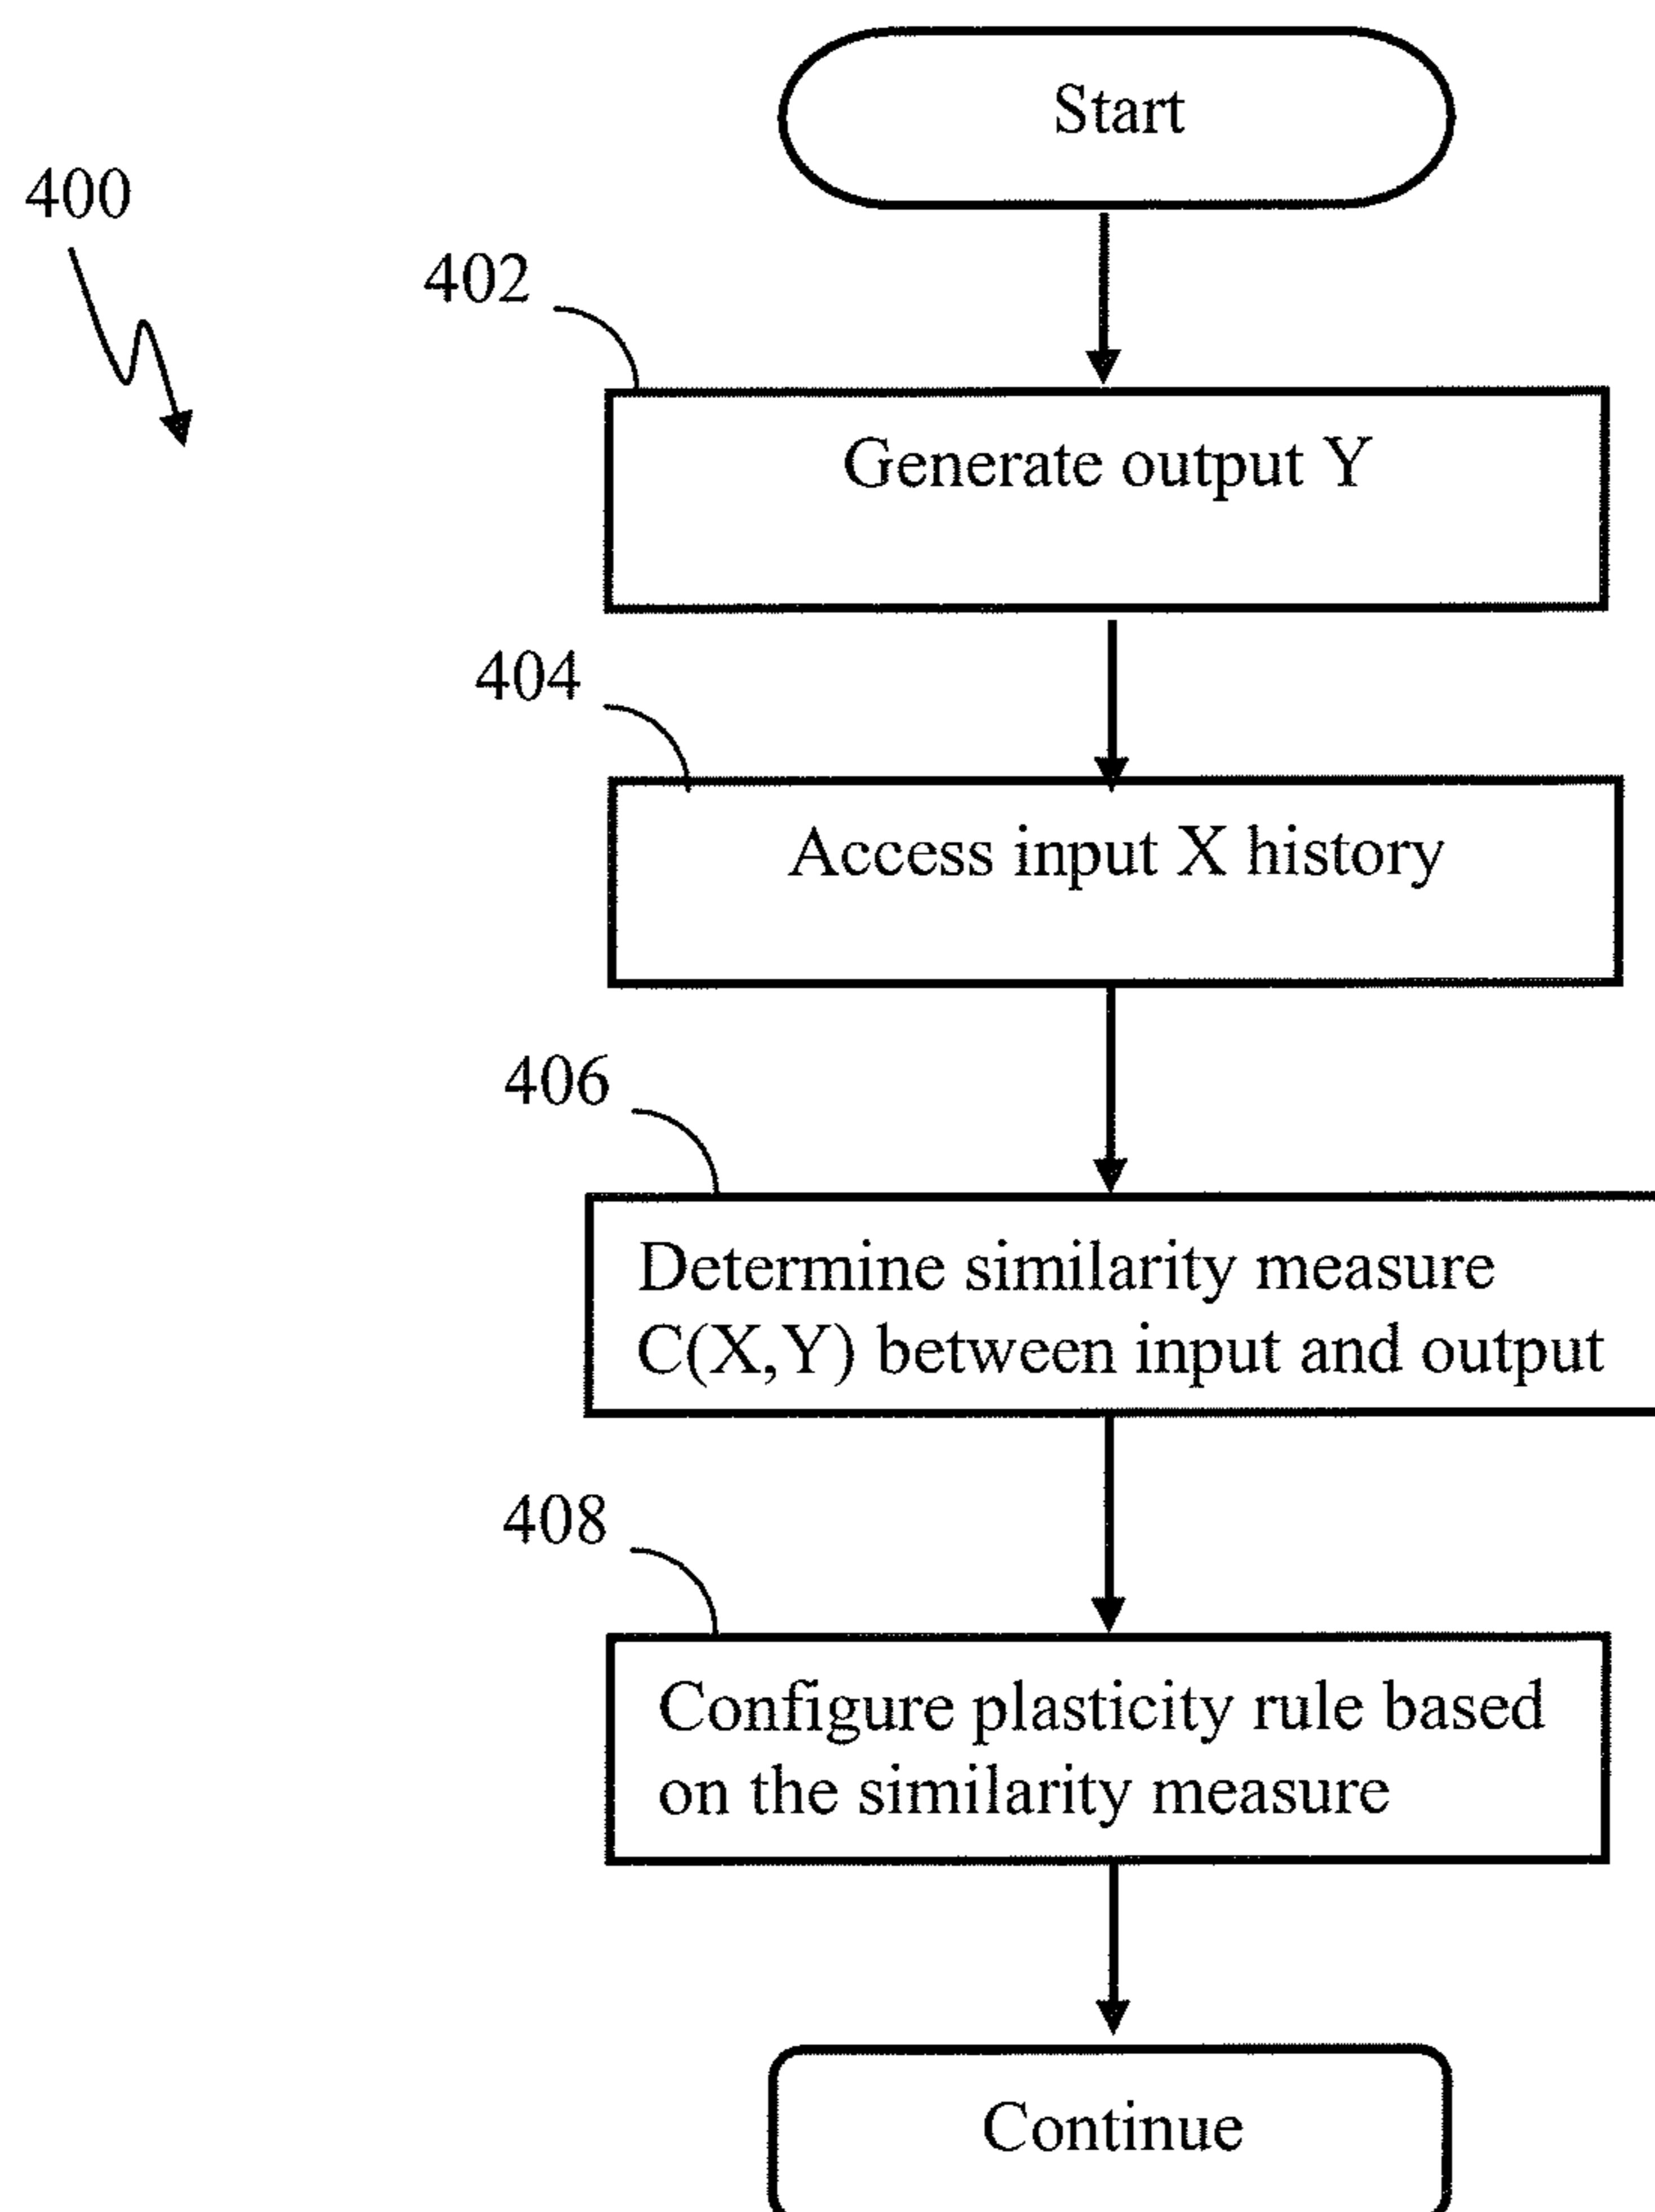 Start
400
402
Generate output Y
404
Access input X history
406
Determine similarity measure
C(X,Y) between input and output
408
Configure plasticity rule based
on the similarity measure
Continue